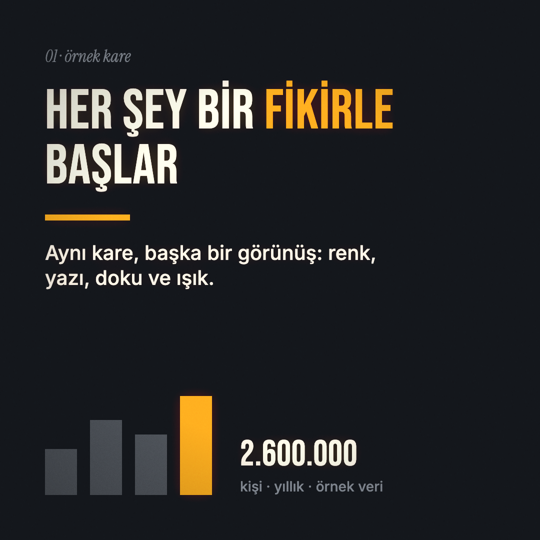 01 · örnek kare
HER ŞEY BİR FİKİRLE
BAŞLAR
Aynı kare, başka bir görünüş: renk,
yazı, doku ve ışık.
2.600.000
kişi · yıllık · örnek veri